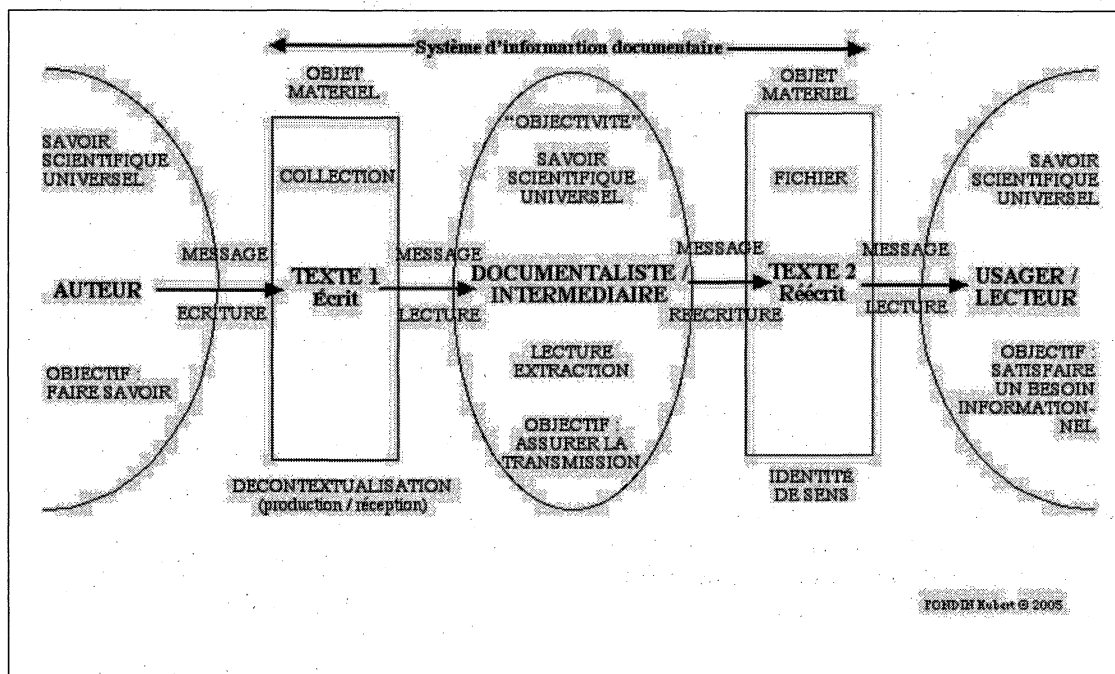 Système d'informartion documentaire
OBJET
MATERIEL
OBJET
MATERIEL
SAVOIR
SCIENTIFIQUE
UNIVERSEL
COLLECTION
"OBJECTIVITE"
SAVOIR
SCIENTIFIQUE
UNIVERSEL
FICHIER
SAVOIR
SCIENTIFIQUE
UNIVERSEL
MESSAGE
MESSAGE
MESSAGE
MESSAGE
AUTEUR
TEXTE 1
Écrit
DOCUMENTALISTE /
INTERMEDIAIRE
TEXTE 2
Réécrit
USAGER /
LECTEUR
ECRITURE
LECTURE
REECRITURE
LECTURE
OBJECTIF :
FAIRE SAVOIR
LECTURE
EXTRACTION
OBJECTIF :
ASSURER LA
TRANSMISSION
OBJECTIF :
SATISFAIRE
UN BESOIN
INFORMATION-
NEL
DECONTEXTUALISATION
(production / réception)
IDENTITÉ
DE SENS
FONDIN Hubert © 2005